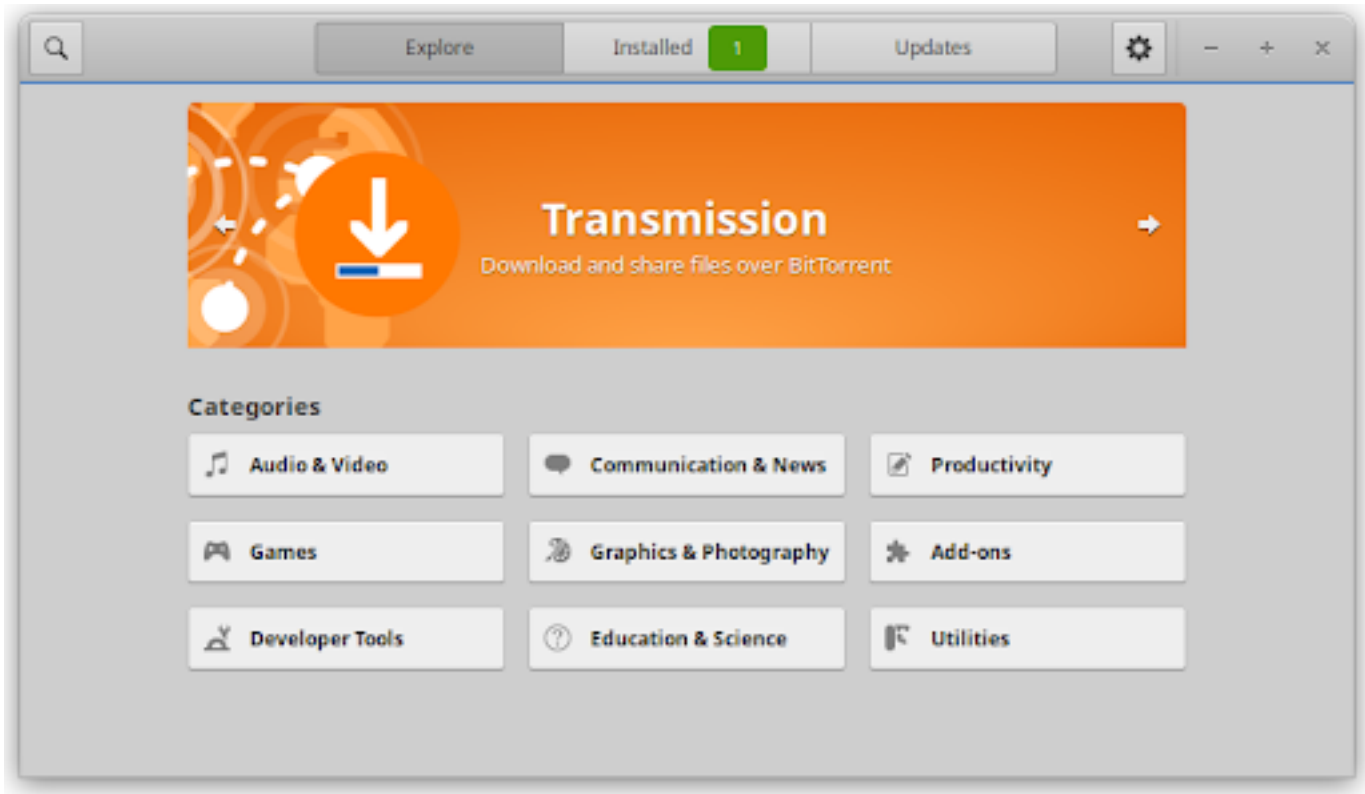 Explore Installed 1 Updates
Transmission
Download and share files over BitTorrent
Categories
Audio & Video Communication & News Productivity
Games Graphics & Photography Add-ons
Developer Tools Education & Science Utilities